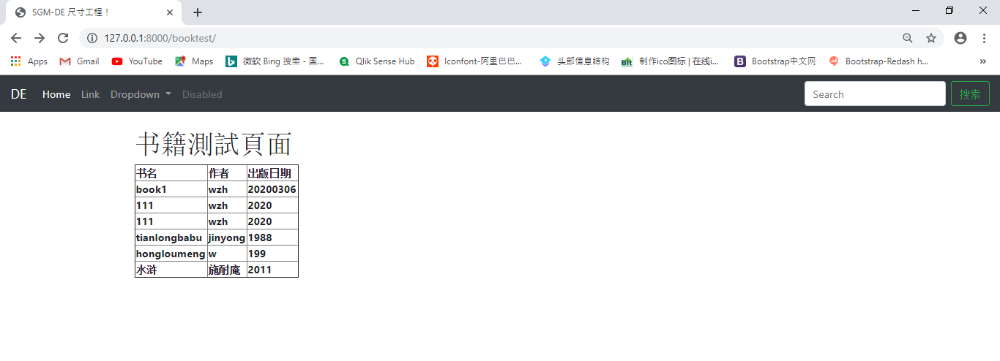 SGM-DE 尺寸工程！
127.0.0.1:8000/booktest/
Apps Gmail YouTube Maps 微软 Bing 搜索 - 国... Qlik Sense Hub Iconfont-阿里巴巴... 头部信息结构 制作ico图标 | 在线i... Bootstrap中文网 Bootstrap-Redash h...
DE Home Link Dropdown Disabled Search 搜索
书籍測試頁面
书名 作者 出版日期
book1 wzh 20200306
111 wzh 2020
111 wzh 2020
tianlongbabu jinyong 1988
hongloumeng w 199
水浒 施耐庵 2011